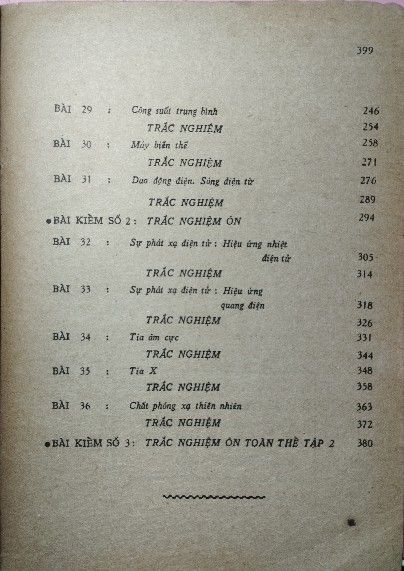 399
BÀI 29 : Công suất trung bình 246
TRẮC NGHIỆM 254
BÀI 30 : Máy biến thế 258
TRẮC NGHIỆM 271
BÀI 31 : Dao động điện. Sóng điện từ 276
TRẮC NGHIỆM 289
● BÀI KIỂM SỐ 2 : TRẮC NGHIỆM ÔN 294
BÀI 32 : Sự phát xạ điện tử : Hiệu ứng nhiệt
điện tử 305
TRẮC NGHIỆM 314
BÀI 33 : Sự phát xạ điện tử : Hiệu ứng
quang điện 318
TRẮC NGHIỆM 326
BÀI 34 : Tia âm cực 331
TRẮC NGHIỆM 344
BÀI 35 : Tia X 348
TRẮC NGHIỆM 358
BÀI 36 : Chất phóng xạ thiên nhiên 363
TRẮC NGHIỆM 372
● BÀI KIỂM SỐ 3 : TRẮC NGHIỆM ÔN TOÀN THỂ TẬP 2 380